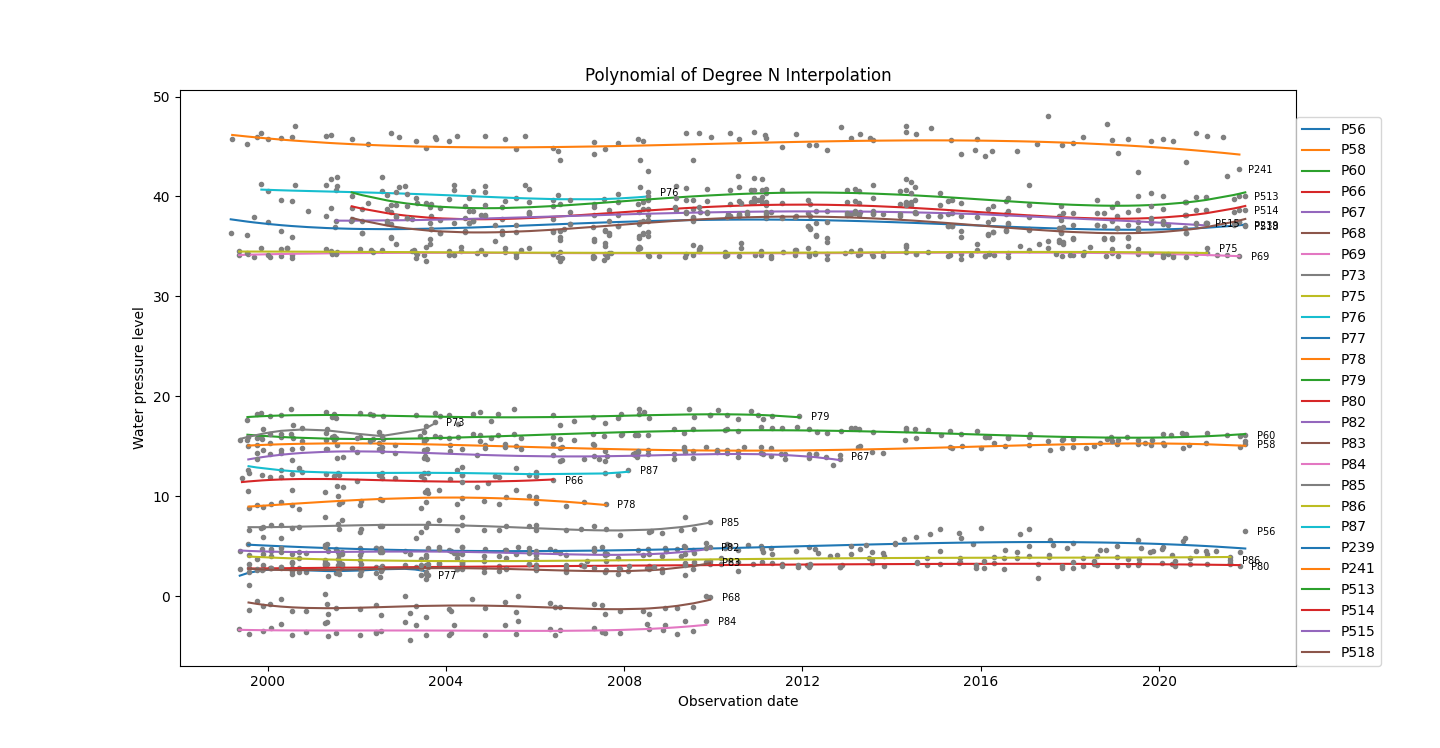 Polynomial of Degree N Interpolation
Water pressure level
50
40
30
20
10
0
2000
2004
2008
2012
2016
2020
Observation date
P241
P76
P513
P514
P515
P75
P69
P79
P73
P60
P58
P67
P87
P66
P78
P85
P56
P82
P83
P86
P80
P77
P68
P84
P56
P58
P60
P66
P67
P68
P69
P73
P75
P76
P77
P78
P79
P80
P82
P83
P84
P85
P86
P87
P239
P241
P513
P514
P515
P518